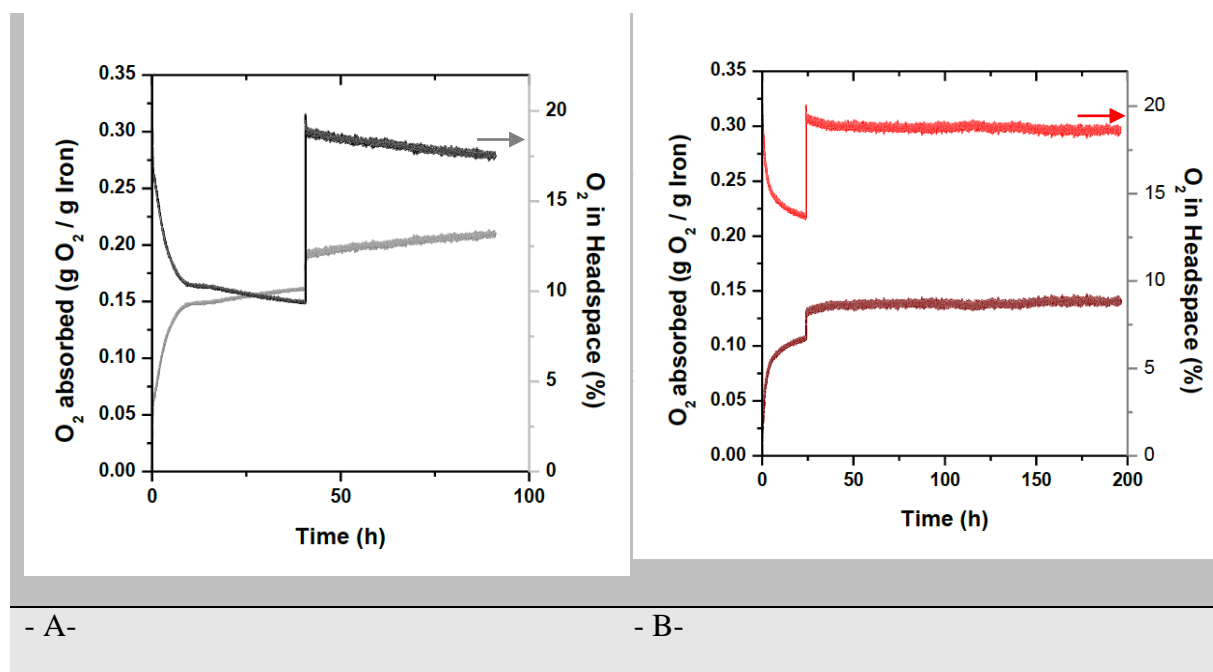 0.35
0.30
0.25
0.20
0.15
0.10
0.05
0.00
O2 absorbed (g O2 / g Iron)
20
15
10
5
0
O2 in Headspace (%)
0 50 100
Time (h)
0.35
0.30
0.25
0.20
0.15
0.10
0.05
0.00
O2 absorbed (g O2 / g Iron)
20
15
10
5
0
O2 in Headspace (%)
0 50 100 150 200
Time (h)
- A-
- B-